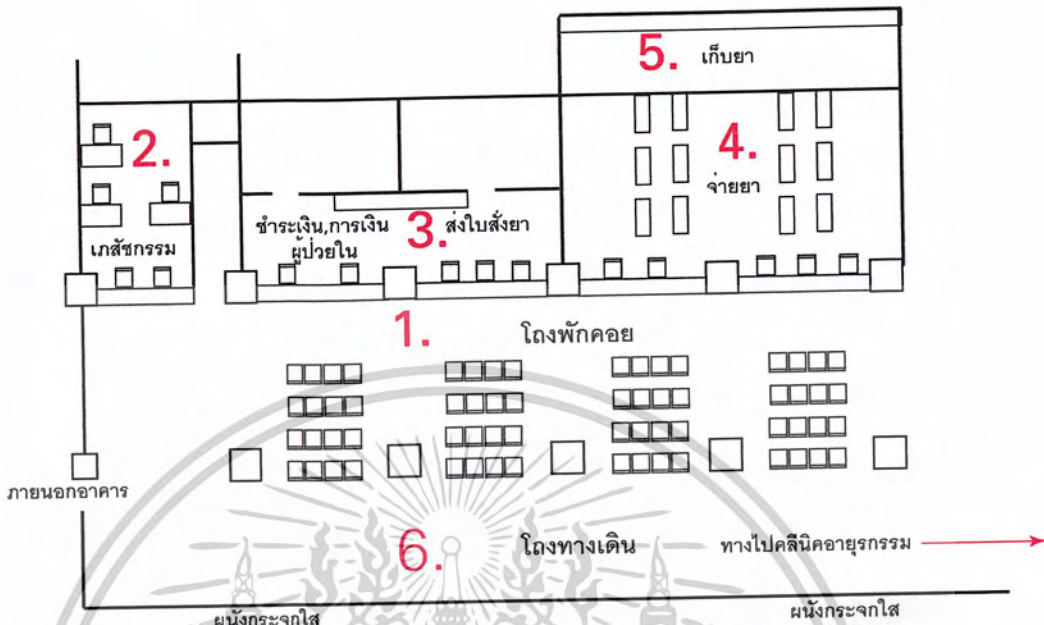 5. เก็บยา
2.
4.
จ่ายยา
ชำระเงิน,การเงิน
ผู้ป่วยใน
3. ส่งใบสั่งยา
เภสัชกรรม
1. โถงพักคอย
ภายนอกอาคาร
6. โถงทางเดิน
ทางไปคลีนิคอายุรกรรม
ผนังกระจกใส
ผนังกระจกใส